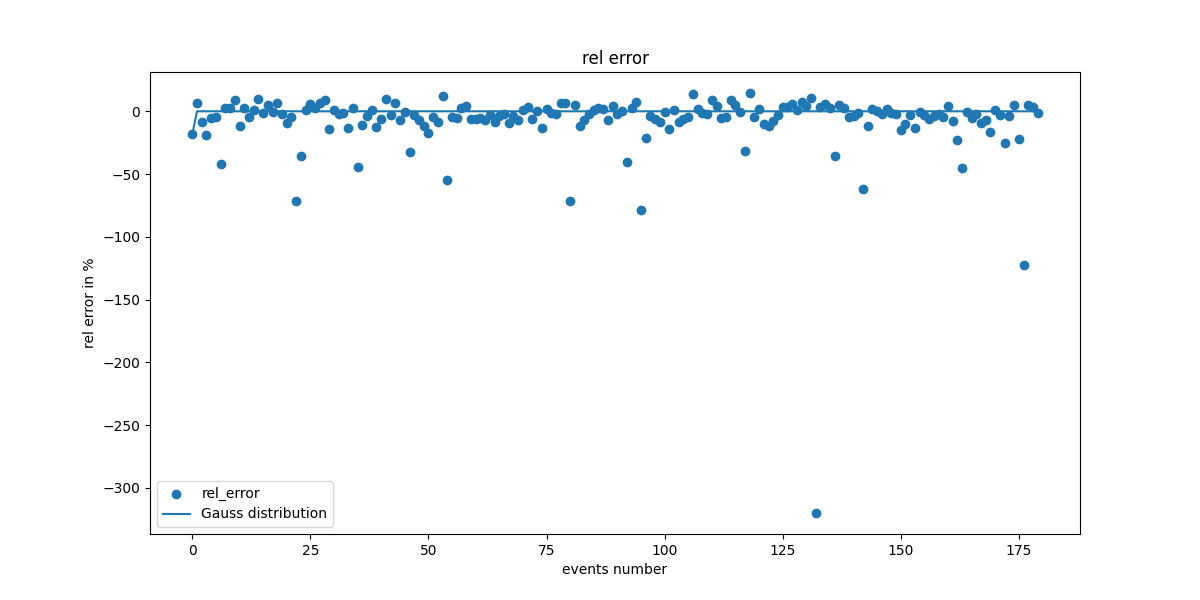 rel error
0
−50
−100
−150
−200
−250
−300
rel error in %
rel_error
Gauss distribution
0 25 50 75 100 125 150 175
events number